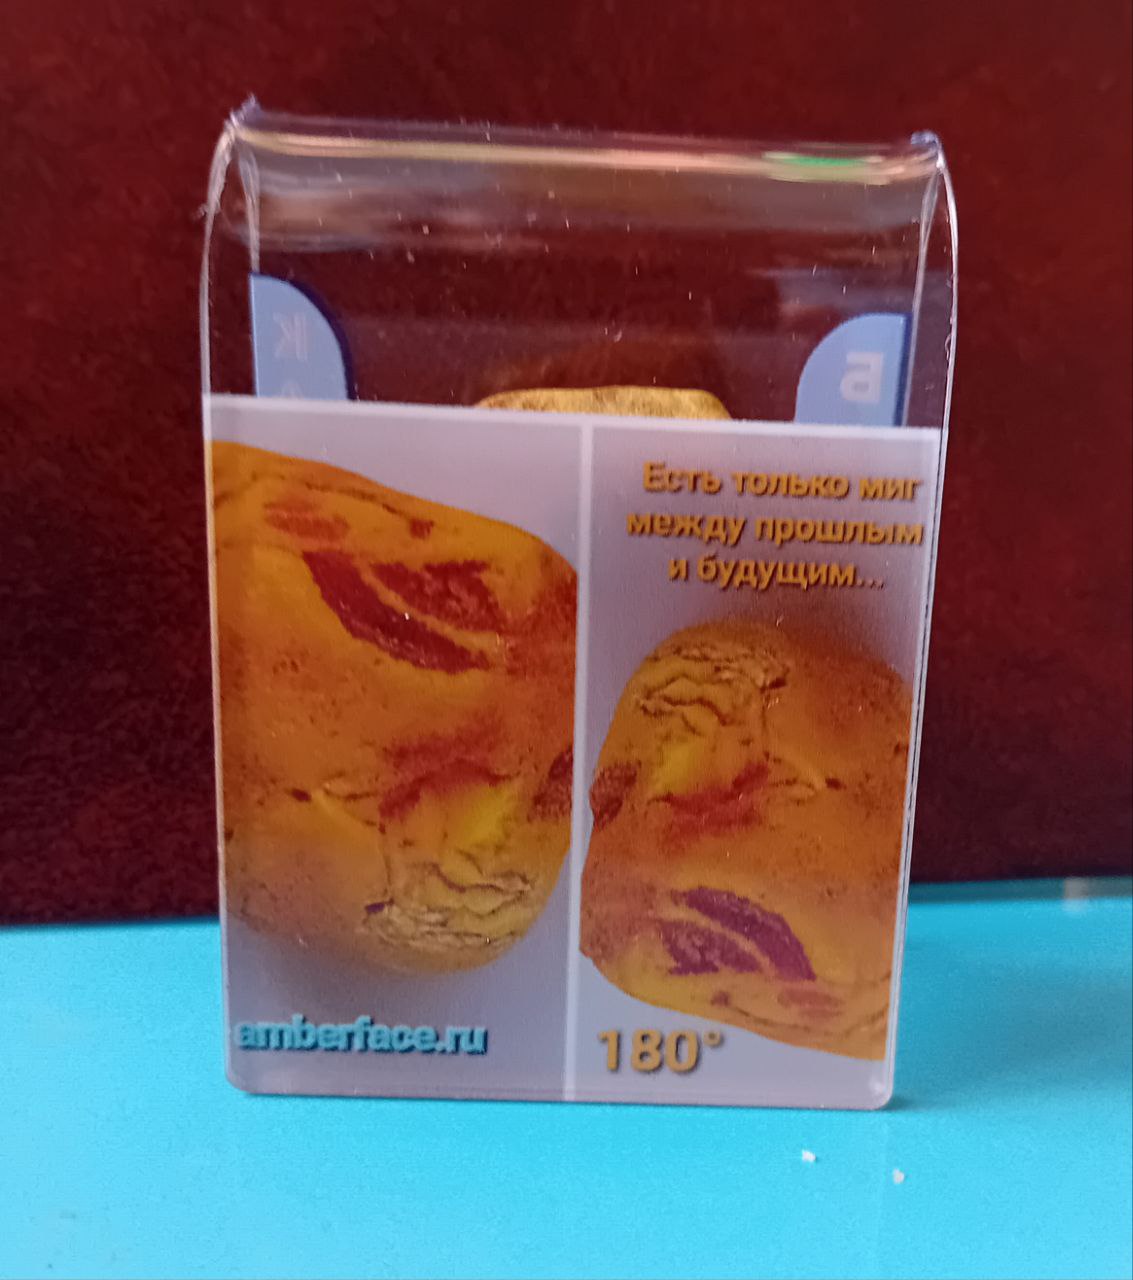 К
Б
Есть только миг
между прошлым
и будущим...
amberface.ru
180°